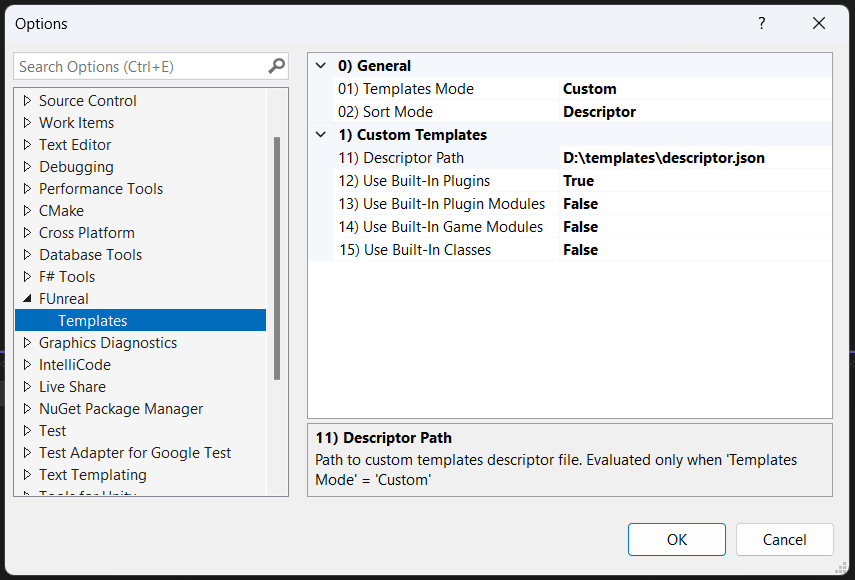 Options
?
Search Options (Ctrl+E)
Source Control
Work Items
Text Editor
Debugging
Performance Tools
CMake
Cross Platform
Database Tools
F# Tools
FUnreal
Templates
Graphics Diagnostics
IntelliCode
Live Share
NuGet Package Manager
Test
Test Adapter for Google Test
Text Templating
Tools for Unity
0) General
01) Templates Mode Custom
02) Sort Mode Descriptor
1) Custom Templates
11) Descriptor Path D:\templates\descriptor.json
12) Use Built-In Plugins True
13) Use Built-In Plugin Modules False
14) Use Built-In Game Modules False
15) Use Built-In Classes False
11) Descriptor Path
Path to custom templates descriptor file. Evaluated only when 'Templates
Mode' = 'Custom'
OK
Cancel